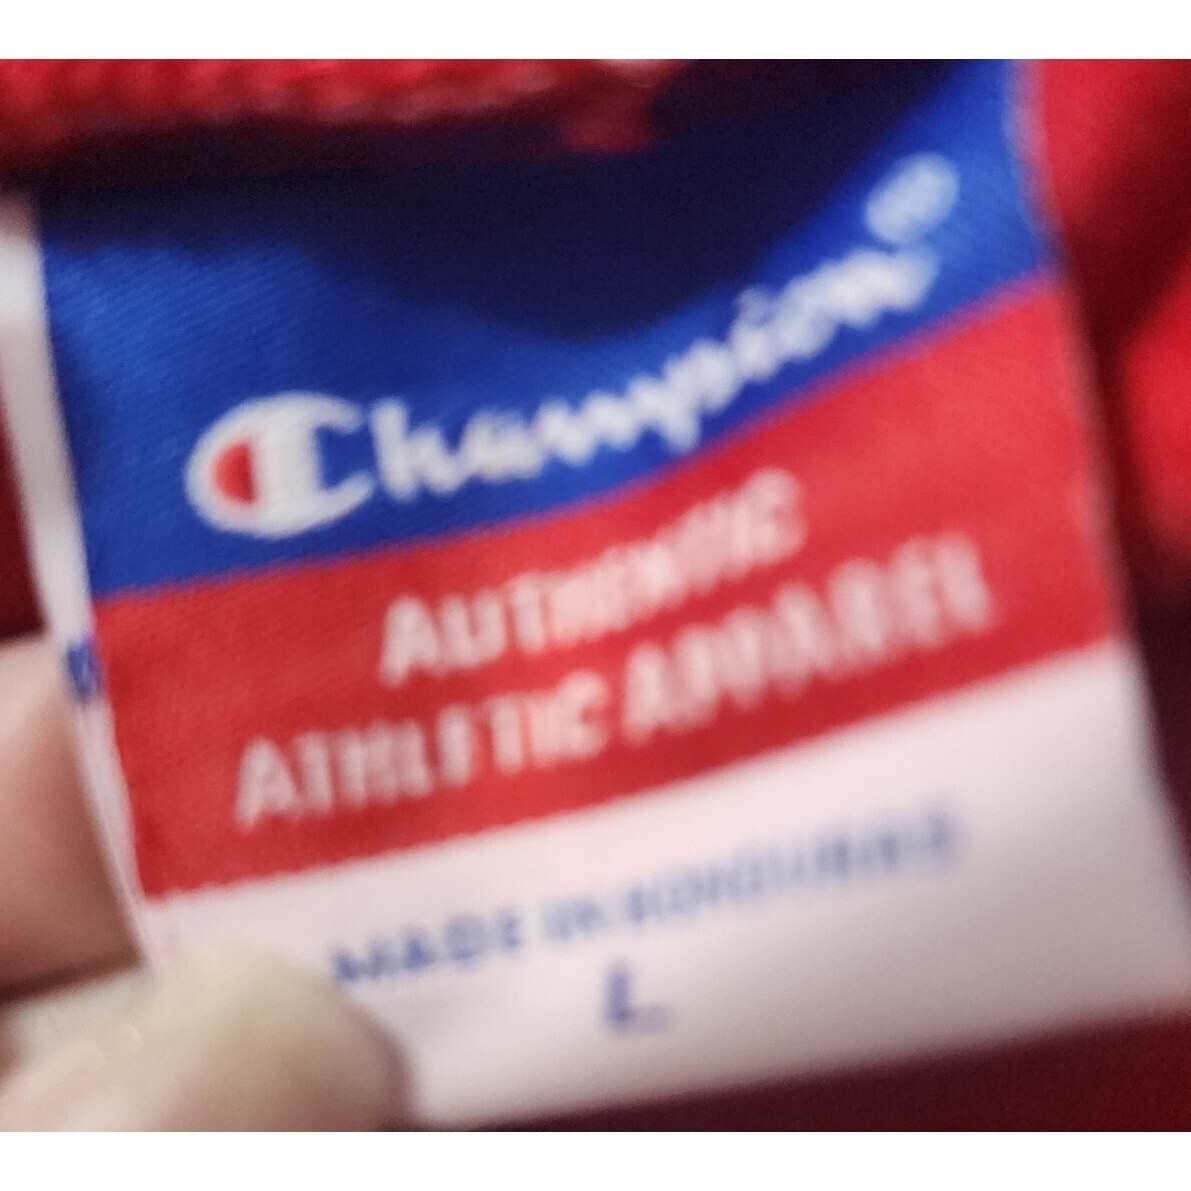 Champion®
AUTHENTIC
ATHLETIC APPAREL
MADE IN HONDURAS
L